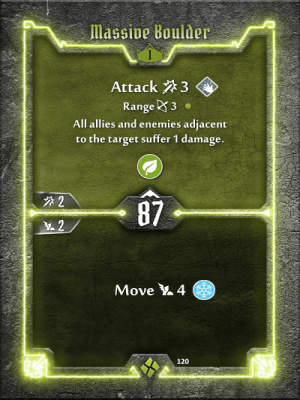 Massive Boulder
1
Attack 3
Range 3
All allies and enemies adjacent
to the target suffer 1 damage.
2
87
2
Move 4
120